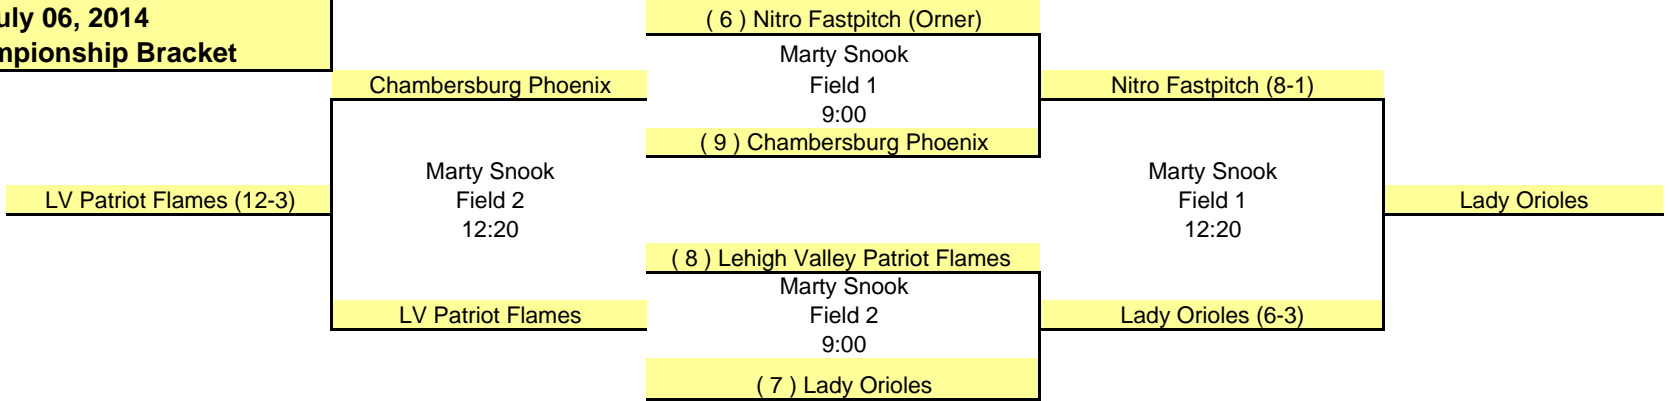 uly 06, 2014
mpionship Bracket
( 6 ) Nitro Fastpitch (Orner)
Marty Snook
Field 1
9:00
( 9 ) Chambersburg Phoenix
Chambersburg Phoenix
Nitro Fastpitch (8-1)
Marty Snook
Field 2
12:20
Marty Snook
Field 1
12:20
LV Patriot Flames (12-3)
Lady Orioles
( 8 ) Lehigh Valley Patriot Flames
Marty Snook
Field 2
9:00
( 7 ) Lady Orioles
LV Patriot Flames
Lady Orioles (6-3)